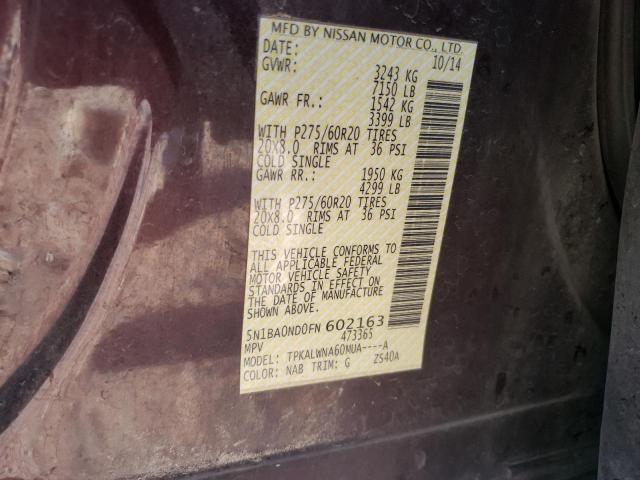 MFD BY NISSAN MOTOR CO., LTD.
DATE: 10/14
GVWR: 3243 KG
7150 LB
GAWR FR.: 1542 KG
3399 LB
WITH P275/60R20 TIRES
20X8.0 RIMS AT 36 PSI
COLD SINGLE
GAWR RR.: 1950 KG
4299 LB
WITH P275/60R20 TIRES
20X8.0 RIMS AT 36 PSI
COLD SINGLE
THIS VEHICLE CONFORMS TO
ALL APPLICABLE FEDERAL
MOTOR VEHICLE SAFETY
STANDARDS IN EFFECT ON
THE DATE OF MANUFACTURE
SHOWN ABOVE.
5N1BA0ND0FN 602163
MPV 473365
MODEL: TPKALWNA60MUA----A
COLOR: NAB TRIM: G ZS40A